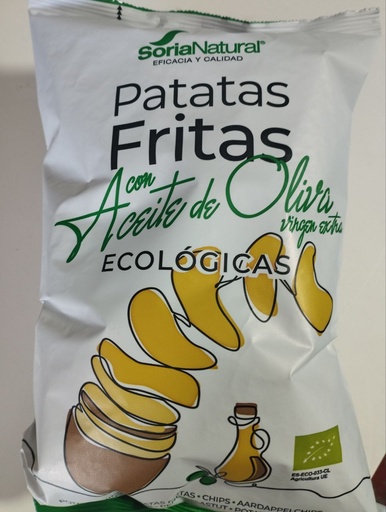 SoriaNatural®
EFICACIA Y CALIDAD
Patatas
Fritas
con
Aceite de Oliva
virgen extra
ECOLÓGICAS
ES-ECO-033-CL
Agricultura UE
CHIPS • AARDAPPELCHIPS